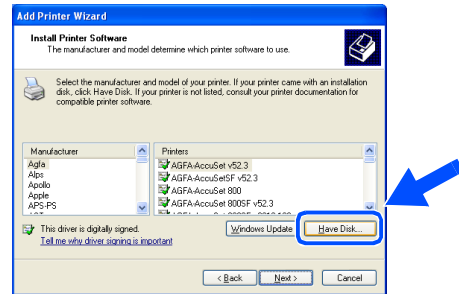 Add Printer Wizard
Install Printer Software
The manufacturer and model determine which printer software to use.
Select the manufacturer and model of your printer. If your printer came with an installation
disk, click Have Disk. If your printer is not listed, consult your printer documentation for
compatible printer software.
Manufacturer
Agfa
Alps
Apollo
Apple
APS-PS
Printers
AGFA-AccuSet v52.3
AGFA-AccuSetSF v52.3
AGFA-AccuSet 800
AGFA-AccuSet 800SF v52.3
This driver is digitally signed.
Tell me why driver signing is important
Windows Update
Have Disk...
< Back
Next >
Cancel